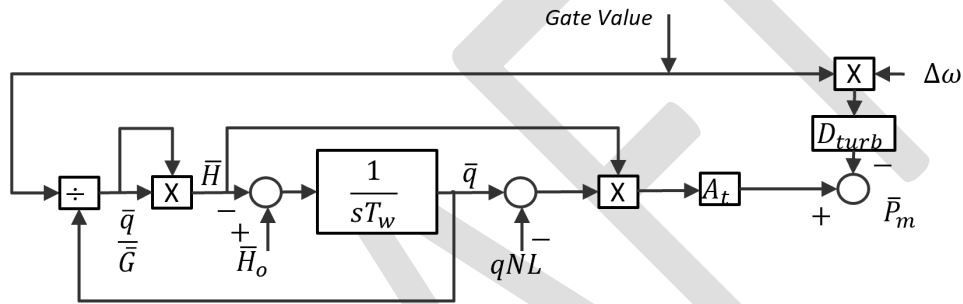 Gate Value
X
Δω
D_turb
−
÷
X
H̄
−
+
H̄_o
1
sT_w
q̄
−
qNL
X
A_t
+
P̄_m
q̄
Ḡ